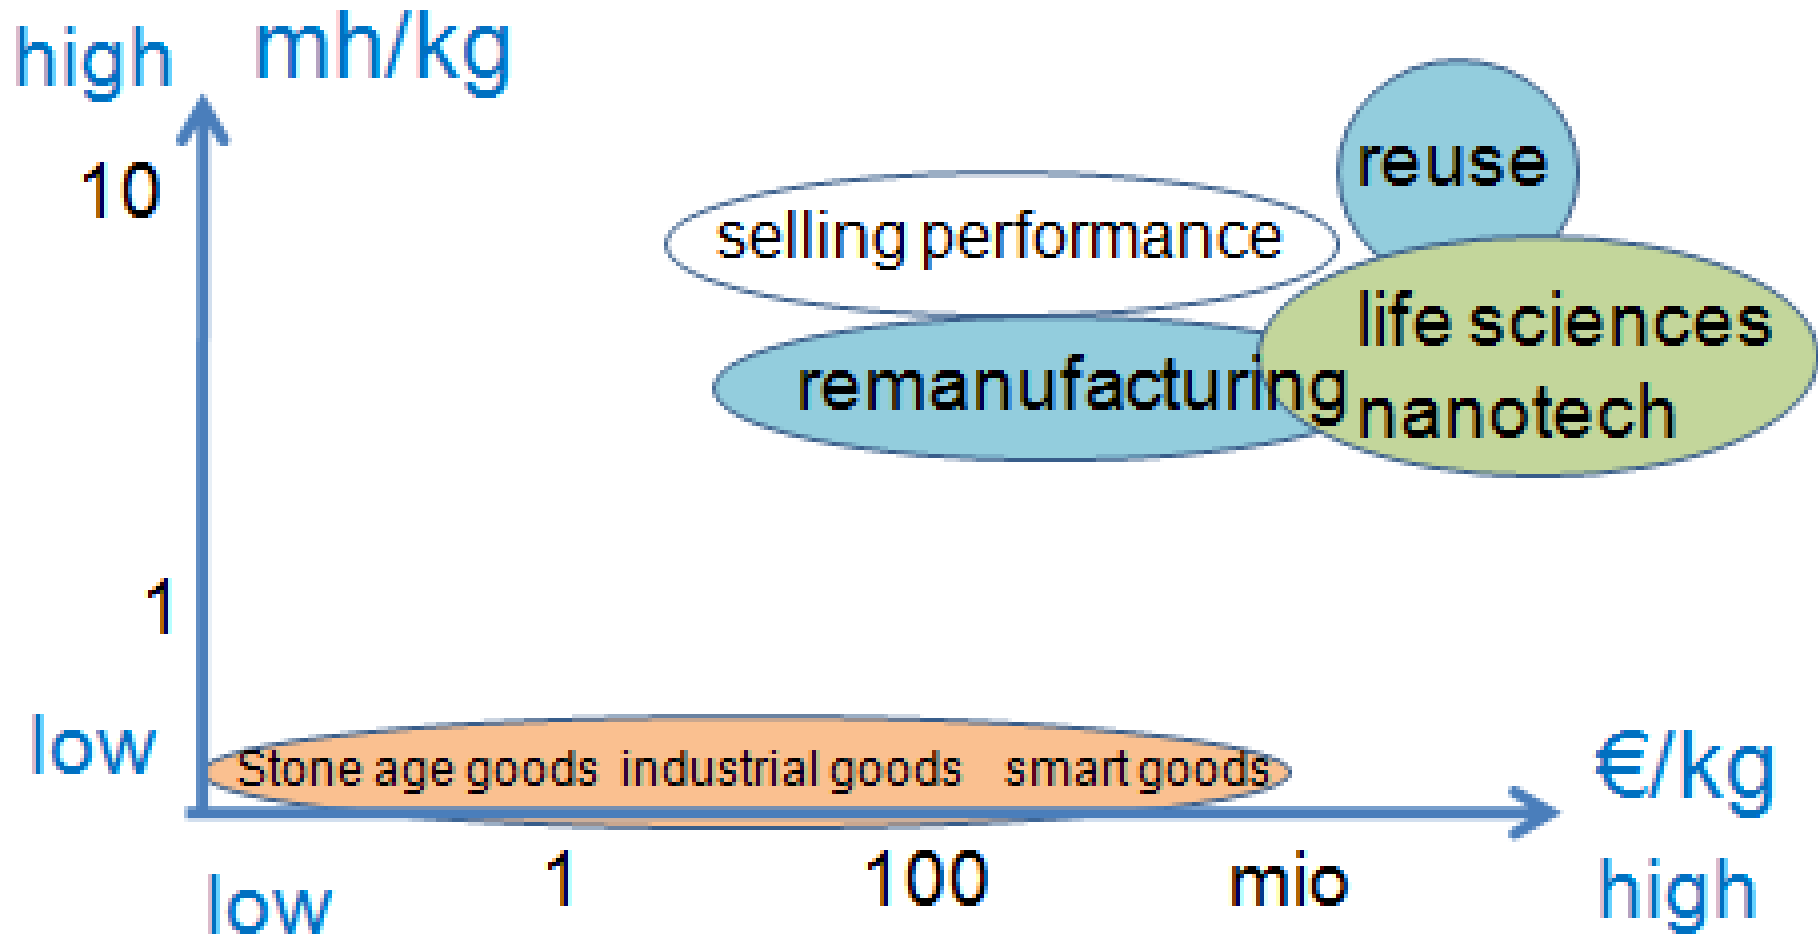 high mh/kg
10
reuse
selling performance
life sciences
remanufacturing
nanotech
1
low
Stone age goods industrial goods smart goods
€/kg
1 100 mio
low
high